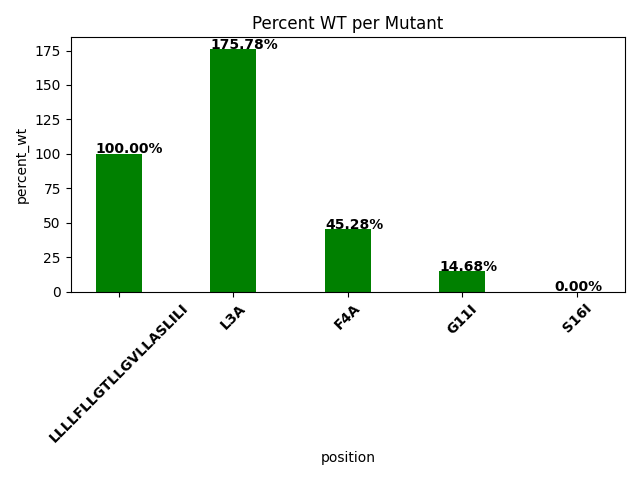 Percent WT per Mutant
percent_wt
175
150
125
100
75
50
25
0
100.00%
175.78%
45.28%
14.68%
0.00%
LLLLFLLGTLLGVLLASLILI
L3A
F4A
G11I
S16I
position